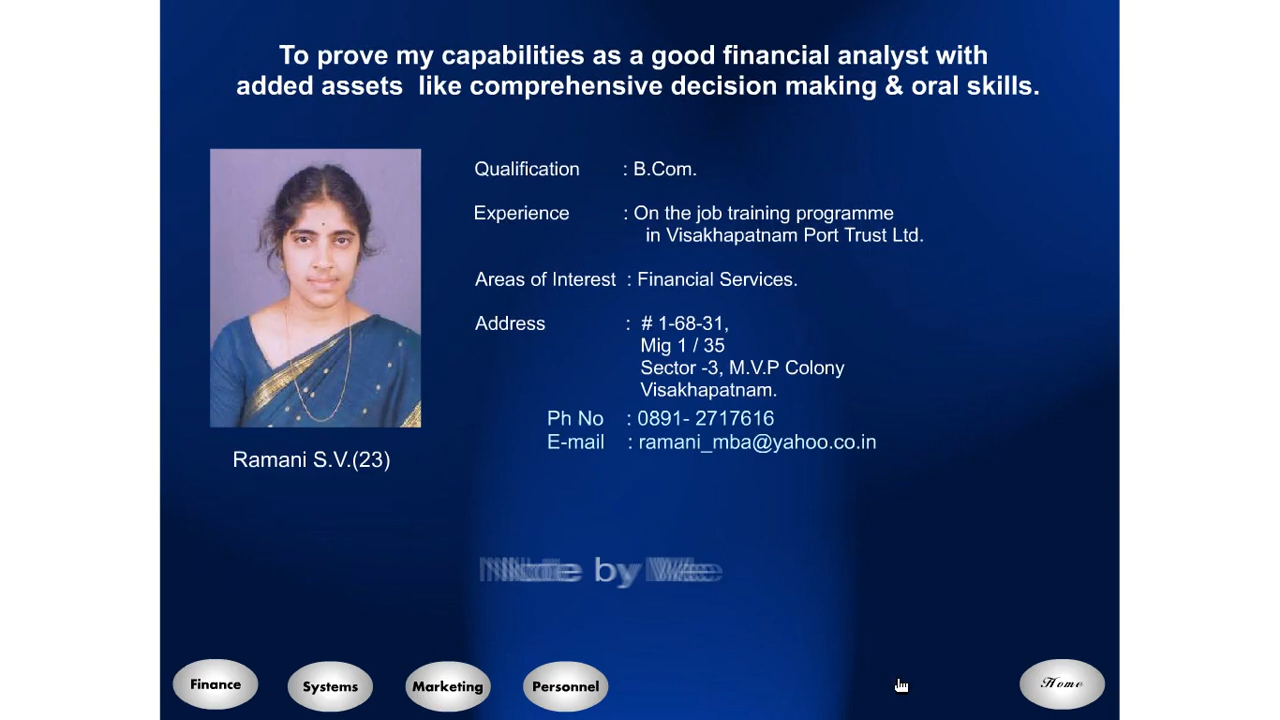 To prove my capabilities as a good financial analyst with
added assets like comprehensive decision making & oral skills.
Qualification : B.Com.
Experience : On the job training programme
in Visakhapatnam Port Trust Ltd.
Areas of Interest : Financial Services.
Address : # 1-68-31,
Mig 1 / 35
Sector -3, M.V.P Colony
Visakhapatnam.
Ph No : 0891- 2717616
E-mail : ramani_mba@yahoo.co.in
Ramani S.V.(23)
by
Finance Systems Marketing Personnel Home